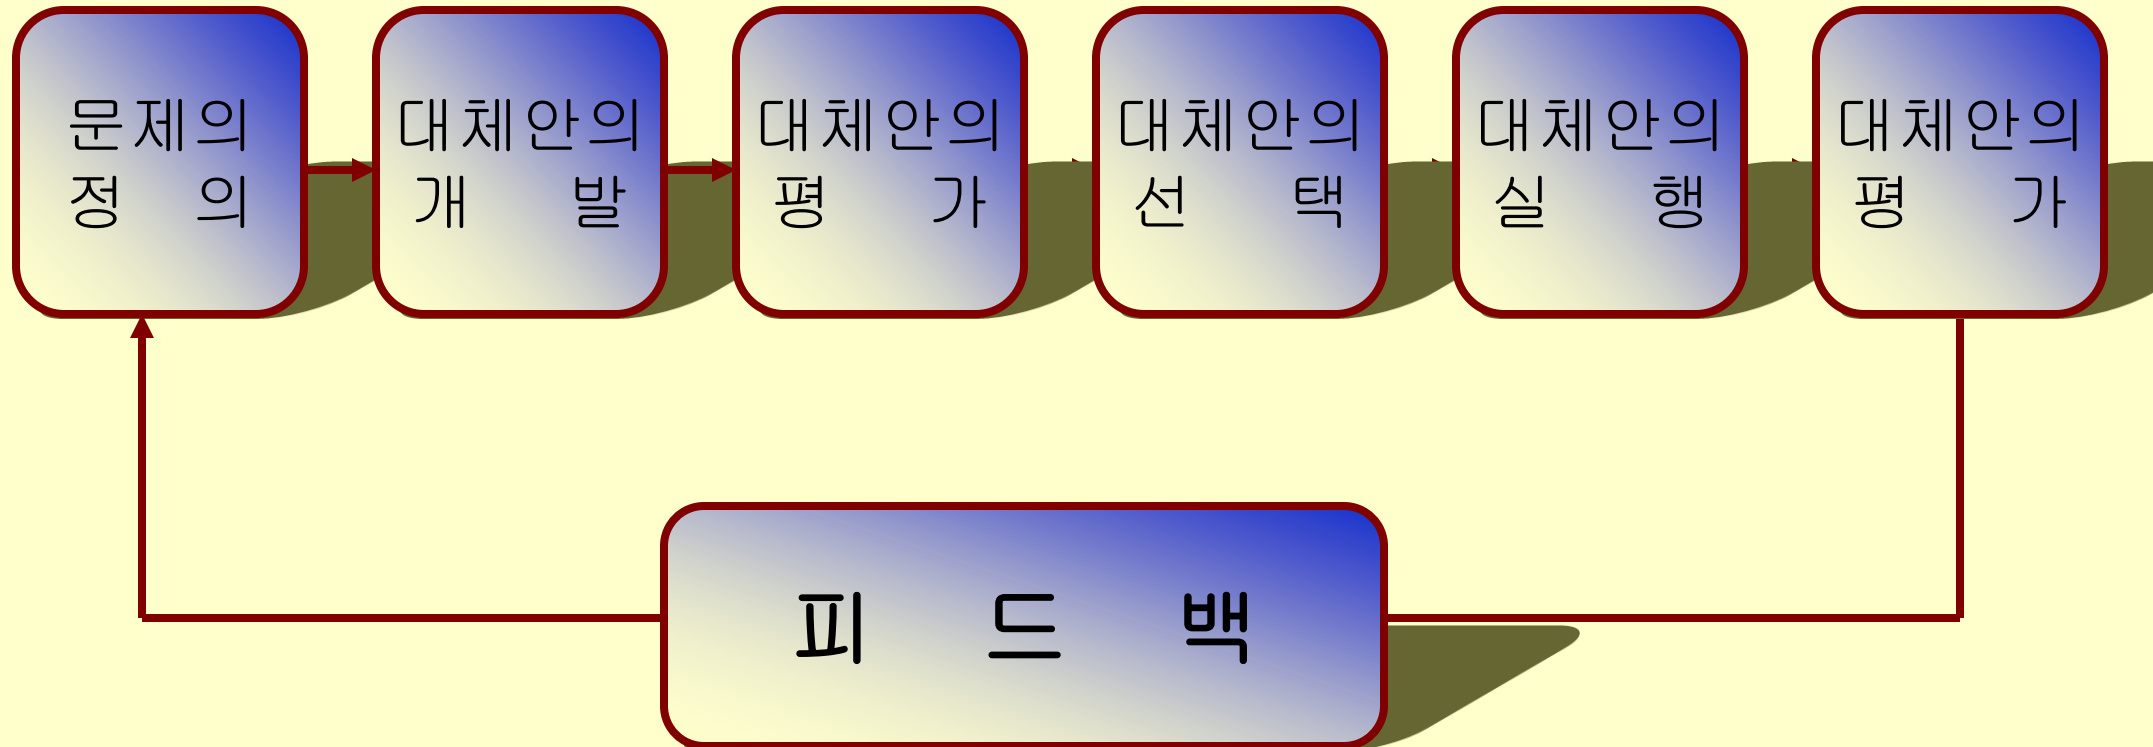 문제의
정 의
대체안의
개 발
대체안의
평 가
대체안의
선 택
대체안의
실 행
대체안의
평 가
피 드 백